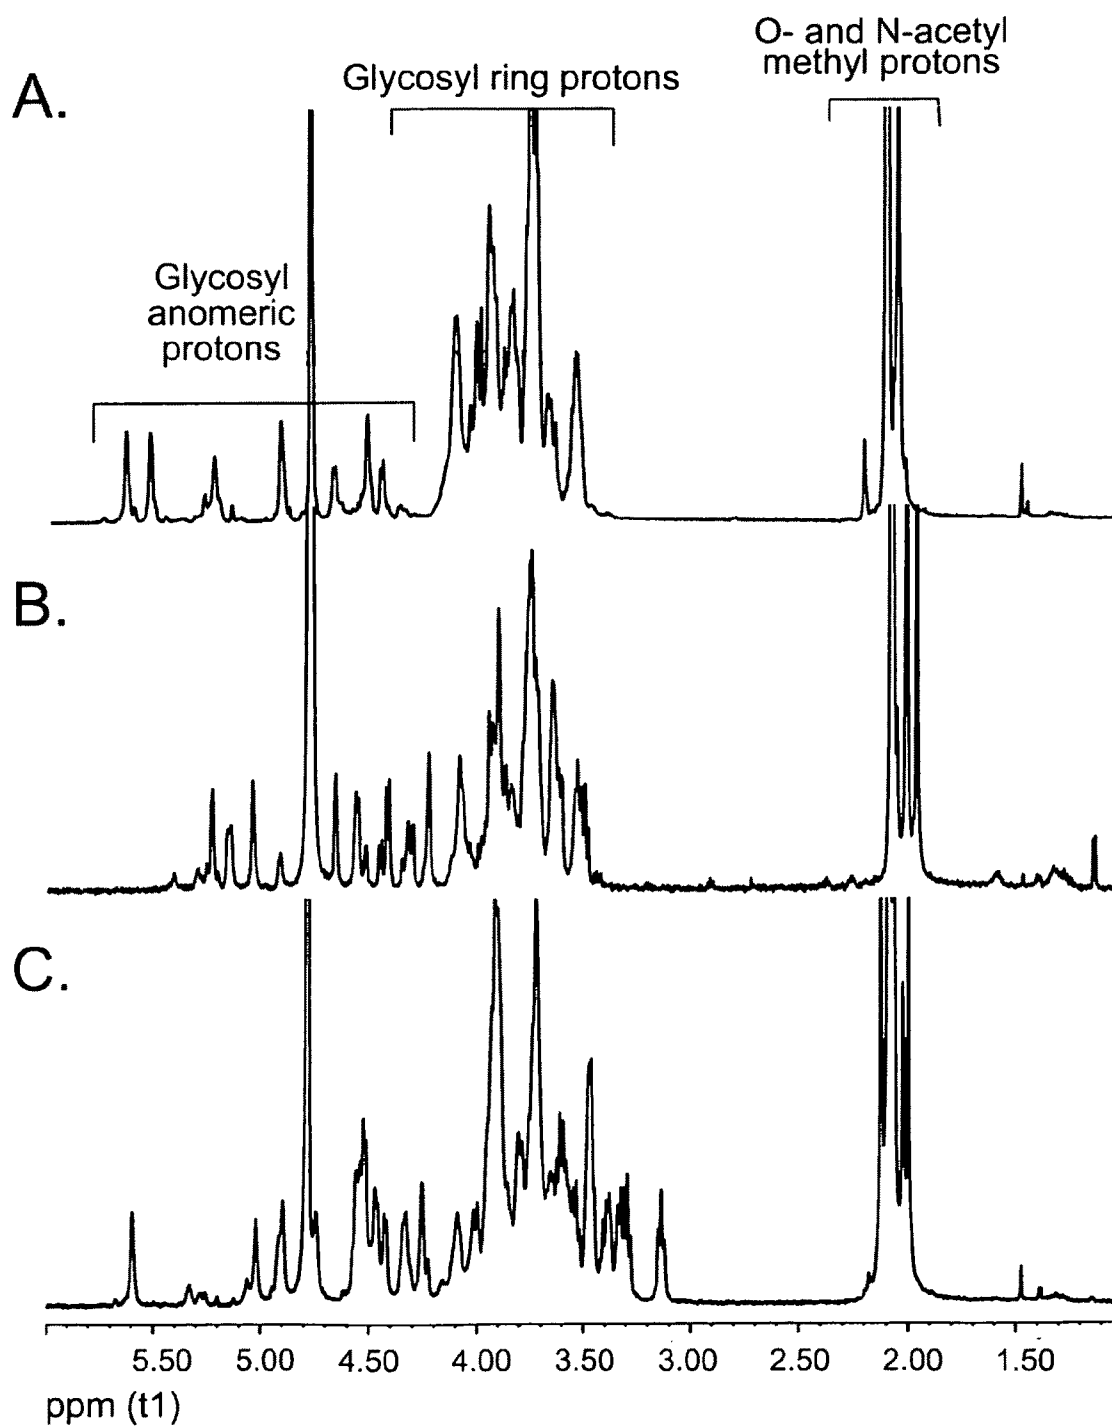 O- and N-acetyl
methyl protons
Glycosyl ring protons
A.
Glycosyl
anomeric
protons
B.
C.
5.50 5.00 4.50 4.00 3.50 3.00 2.50 2.00 1.50
ppm (t1)